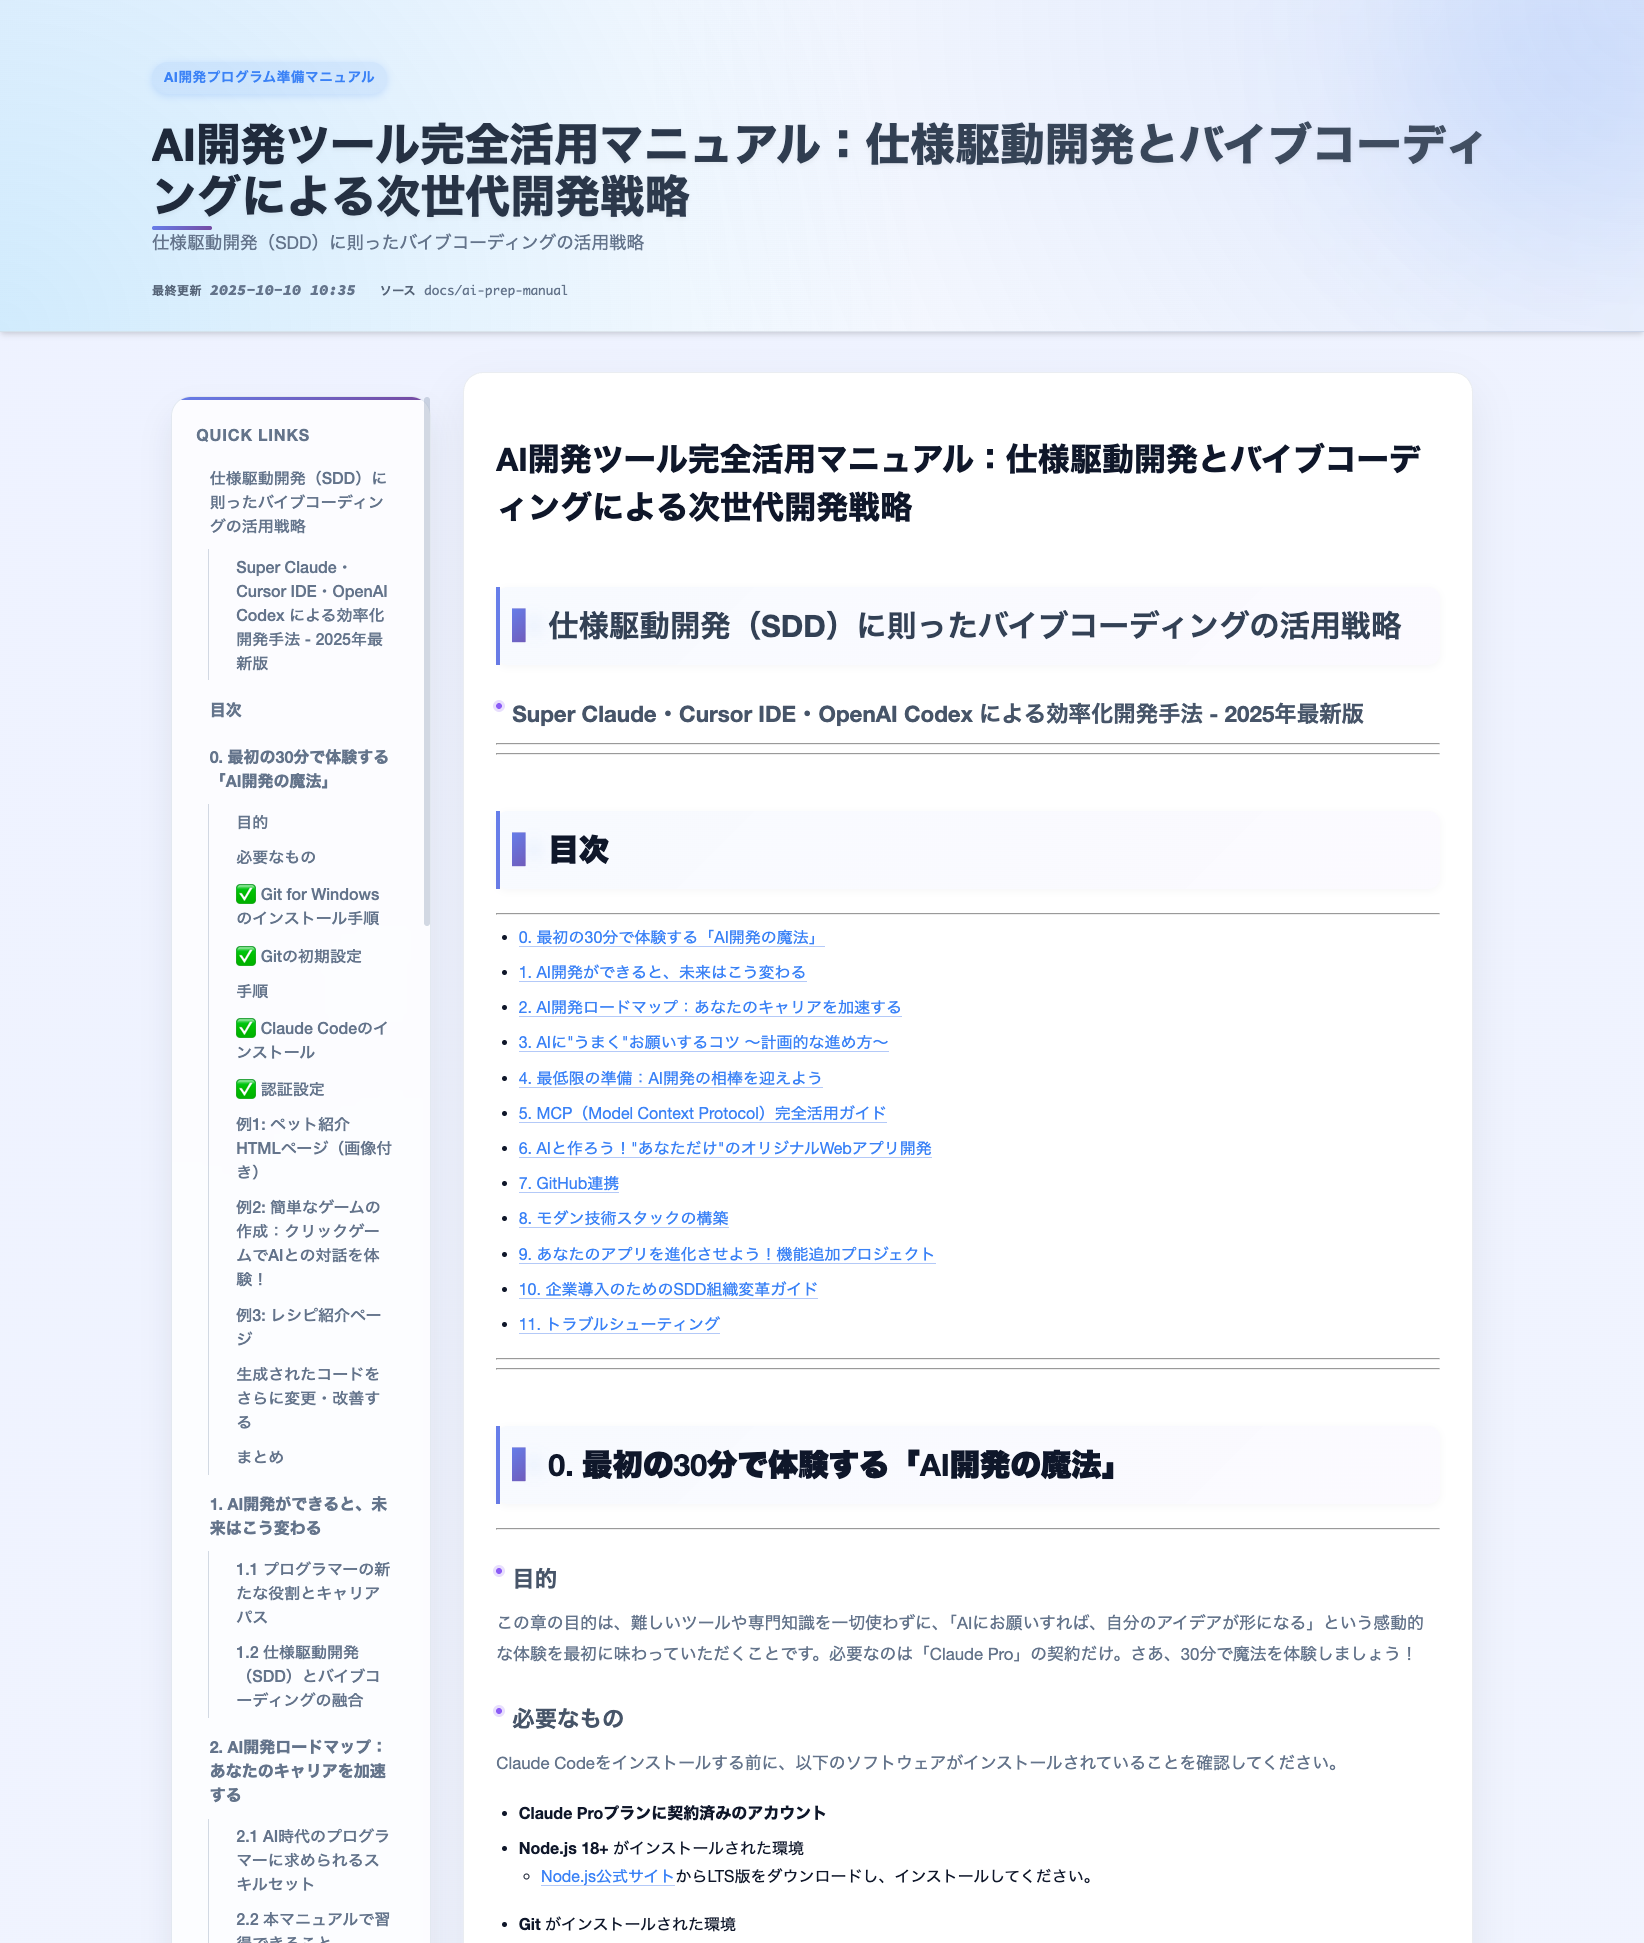 AI開発プログラム準備マニュアル
AI開発ツール完全活用マニュアル：仕様駆動開発とバイブコーディ
ングによる次世代開発戦略
仕様駆動開発（SDD）に則ったバイブコーディングの活用戦略
最終更新 2025-10-10 10:35 ソース docs/ai-prep-manual
QUICK LINKS
仕様駆動開発（SDD）に
則ったバイブコーディン
グの活用戦略
Super Claude・
Cursor IDE・OpenAI
Codex による効率化
開発手法 - 2025年最
新版
目次
0. 最初の30分で体験する
「AI開発の魔法」
目的
必要なもの
✅ Git for Windows
のインストール手順
✅ Gitの初期設定
手順
✅ Claude Codeのイ
ンストール
✅ 認証設定
例1: ペット紹介
HTMLページ（画像付
き）
例2: 簡単なゲームの
作成：クリックゲー
ムでAIとの対話を体
験！
例3: レシピ紹介ペー
ジ
生成されたコードを
さらに変更・改善す
る
まとめ
1. AI開発ができると、未
来はこう変わる
1.1 プログラマーの新
たな役割とキャリア
パス
1.2 仕様駆動開発
（SDD）とバイブコ
ーディングの融合
2. AI開発ロードマップ：
あなたのキャリアを加速
する
2.1 AI時代のプログラ
マーに求められるス
キルセット
2.2 本マニュアルで習
得できること
AI開発ツール完全活用マニュアル：仕様駆動開発とバイブコーデ
ィングによる次世代開発戦略
仕様駆動開発（SDD）に則ったバイブコーディングの活用戦略
Super Claude・Cursor IDE・OpenAI Codex による効率化開発手法 - 2025年最新版
目次
0. 最初の30分で体験する「AI開発の魔法」
1. AI開発ができると、未来はこう変わる
2. AI開発ロードマップ：あなたのキャリアを加速する
3. AIに"うまく"お願いするコツ 〜計画的な進め方〜
4. 最低限の準備：AI開発の相棒を迎えよう
5. MCP（Model Context Protocol）完全活用ガイド
6. AIと作ろう！"あなただけ"のオリジナルWebアプリ開発
7. GitHub連携
8. モダン技術スタックの構築
9. あなたのアプリを進化させよう！機能追加プロジェクト
10. 企業導入のためのSDD組織変革ガイド
11. トラブルシューティング
0. 最初の30分で体験する「AI開発の魔法」
目的
この章の目的は、難しいツールや専門知識を一切使わずに、「AIにお願いすれば、自分のアイデアが形になる」という感動的
な体験を最初に味わっていただくことです。必要なのは「Claude Pro」の契約だけ。さあ、30分で魔法を体験しましょう！
必要なもの
Claude Codeをインストールする前に、以下のソフトウェアがインストールされていることを確認してください。
Claude Proプランに契約済みのアカウント
Node.js 18+ がインストールされた環境
Node.js公式サイトからLTS版をダウンロードし、インストールしてください。
Git がインストールされた環境